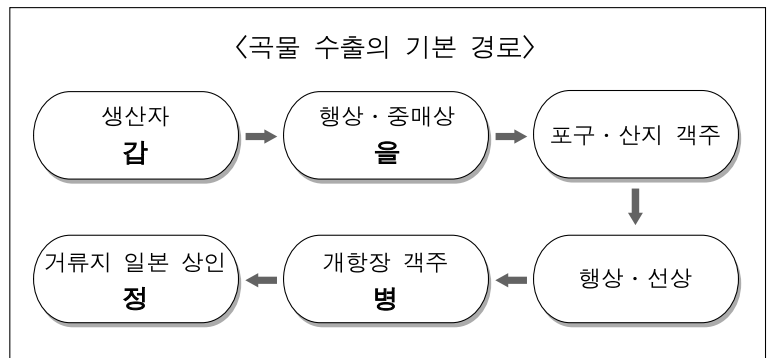 〈곡물 수출의 기본 경로〉
생산자
갑
행상·중매상
을
포구·산지 객주
행상·선상
개항장 객주
병
거류지 일본 상인
정